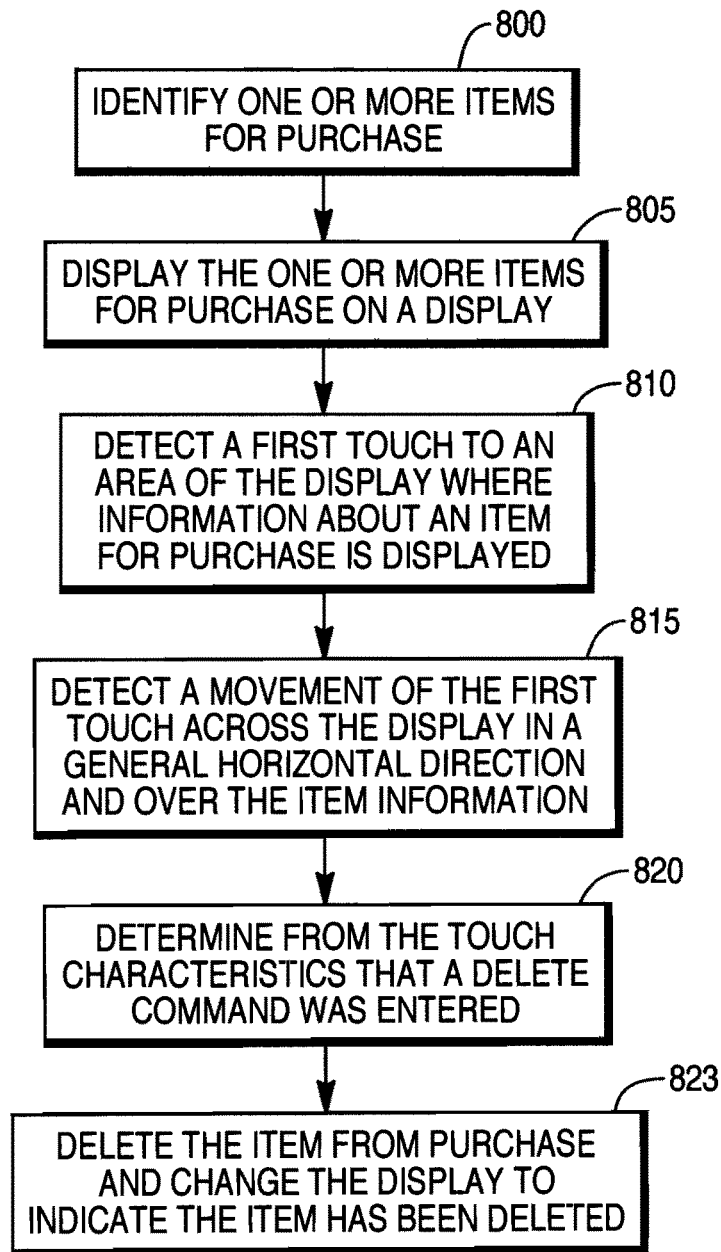 800
IDENTIFY ONE OR MORE ITEMS
FOR PURCHASE
805
DISPLAY THE ONE OR MORE ITEMS
FOR PURCHASE ON A DISPLAY
810
DETECT A FIRST TOUCH TO AN
AREA OF THE DISPLAY WHERE
INFORMATION ABOUT AN ITEM
FOR PURCHASE IS DISPLAYED
815
DETECT A MOVEMENT OF THE FIRST
TOUCH ACROSS THE DISPLAY IN A
GENERAL HORIZONTAL DIRECTION
AND OVER THE ITEM INFORMATION
820
DETERMINE FROM THE TOUCH
CHARACTERISTICS THAT A DELETE
COMMAND WAS ENTERED
823
DELETE THE ITEM FROM PURCHASE
AND CHANGE THE DISPLAY TO
INDICATE THE ITEM HAS BEEN DELETED